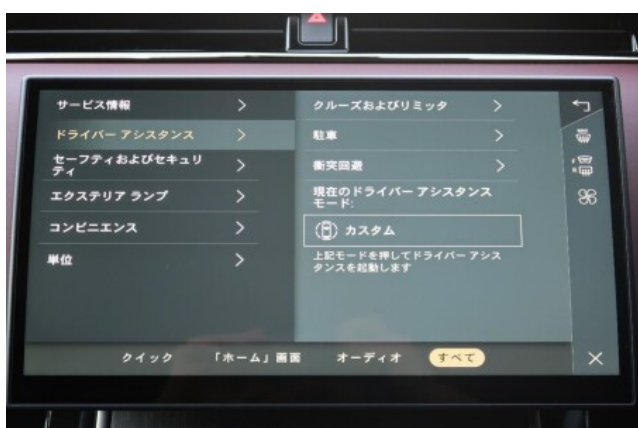 サービス情報
ドライバー アシスタンス
セーフティおよびセキュリ
ティ
エクステリア ランプ
コンビニエンス
単位
クルーズおよびリミッタ
駐車
衝突回避
現在のドライバー アシスタンス
モード:
カスタム
上記モードを押してドライバー アシス
タンスを起動します
クイック 「ホーム」画面 オーディオ すべて